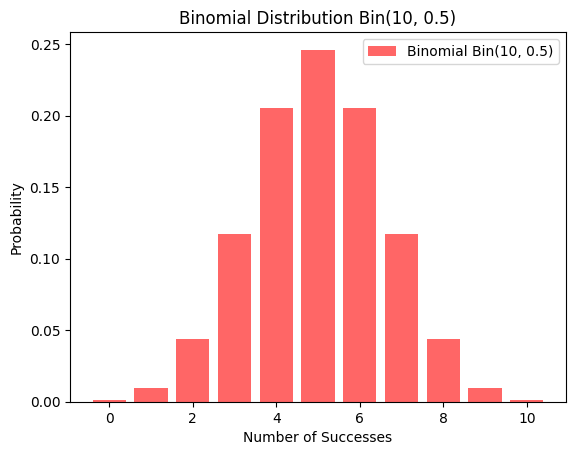 Binomial Distribution Bin(10, 0.5)
Binomial Bin(10, 0.5)
0.25
0.20
0.15
0.10
0.05
0.00
Probability
0 2 4 6 8 10
Number of Successes